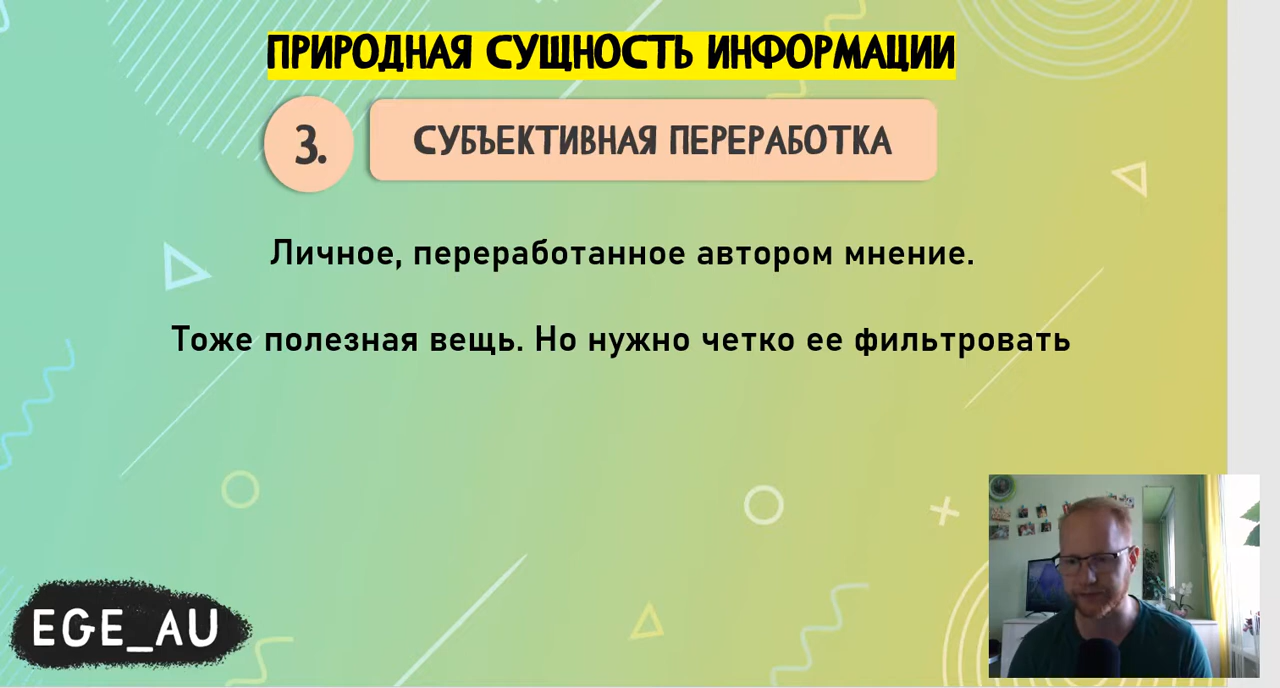 ПРИРОДНАЯ СУЩНОСТЬ ИНФОРМАЦИИ
3.
СУБЪЕКТИВНАЯ ПЕРЕРАБОТКА
Личное, переработанное автором мнение.
Тоже полезная вещь. Но нужно четко ее фильтровать
EGE_AU